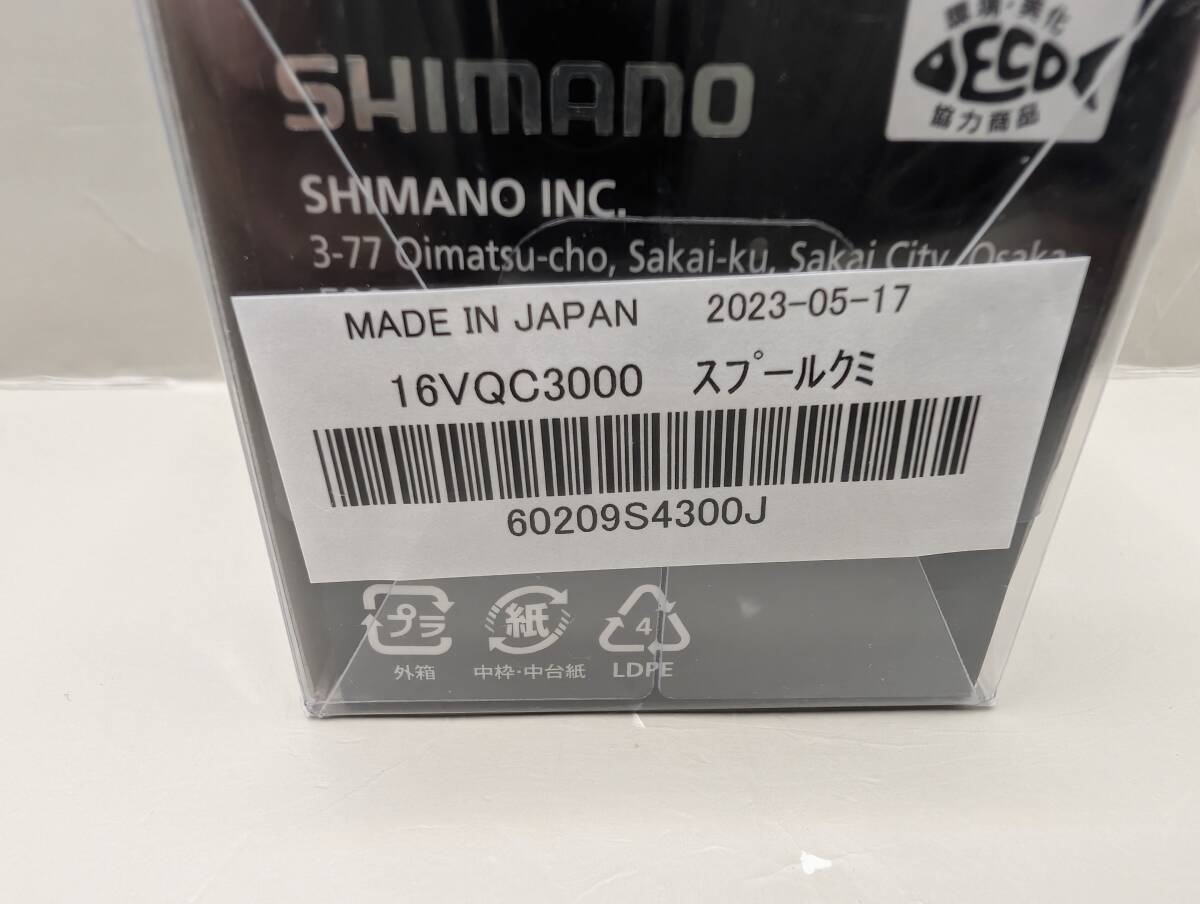 環境・美化
ECO
協力商品
SHIMANO
SHIMANO INC.
3-77 Oimatsu-cho, Sakai-ku, Sakai City, Osaka
MADE IN JAPAN 2023-05-17
16VQC3000 スプールクミ
60209S4300J
プラ
外箱
紙
中枠・中台紙
4
LDPE